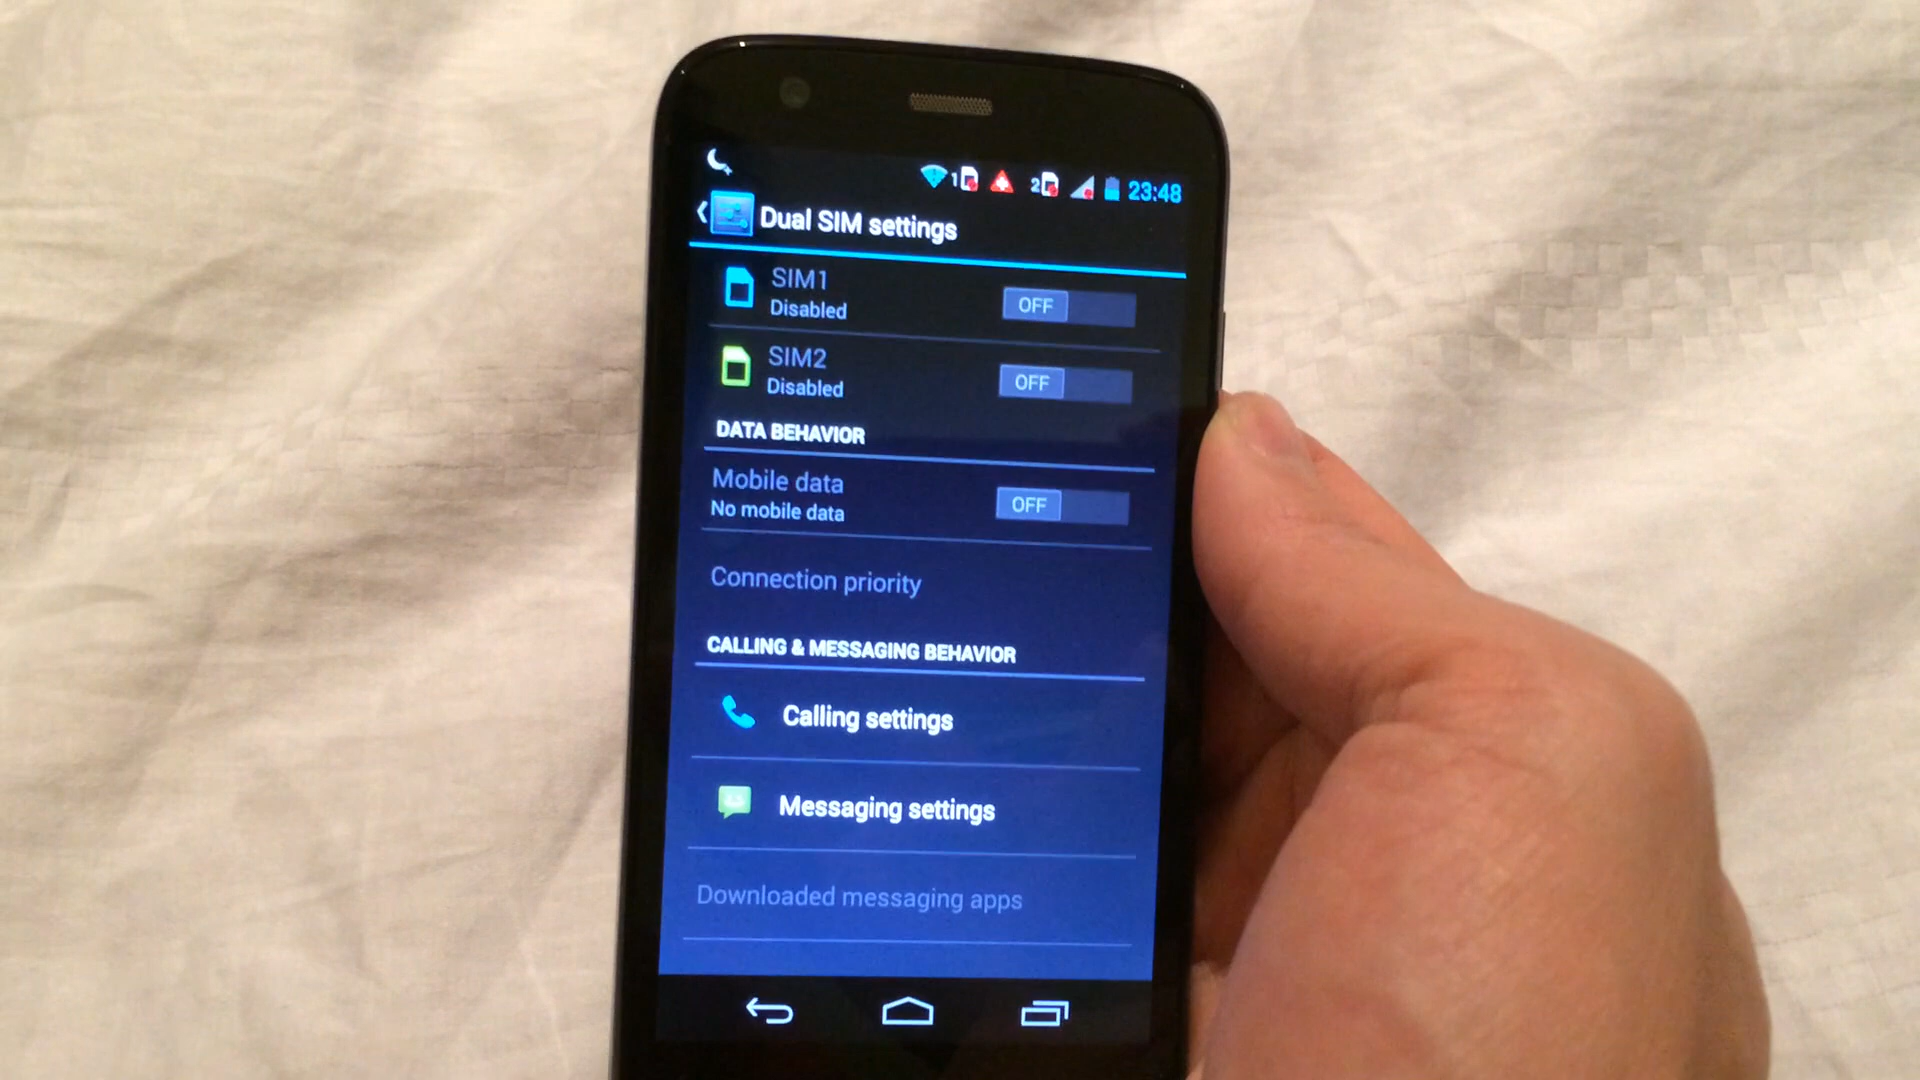 1 2 23:48
Dual SIM settings
SIM1
Disabled
OFF
SIM2
Disabled
OFF
DATA BEHAVIOR
Mobile data
No mobile data
OFF
Connection priority
CALLING & MESSAGING BEHAVIOR
Calling settings
Messaging settings
Downloaded messaging apps